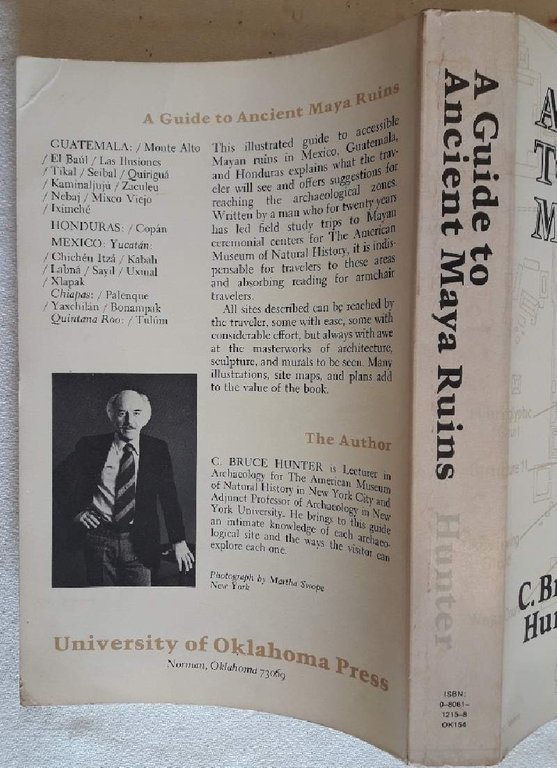 A Guide to Ancient Maya Ruins
GUATEMALA: / Monte Alto
/ El Baúl / Las Ilusiones
/ Tikal / Seibal / Quiriguá
/ Kaminaljujú / Zaculeu
/ Nebaj / Mixco Viejo
/ Iximché
HONDURAS: / Copán
MEXICO: Yucatán:
/ Chichén Itzá / Kabah
/ Labná / Sayil / Uxmal
/ Xlapak
Chiapas: / Palenque
/ Yaxchilán / Bonampak
Quintana Roo: / Tulúm
This illustrated guide to accessible
Mayan ruins in Mexico, Guatemala,
and Honduras explains what the trav-
eler will see and offers suggestions for
reaching the archaeological zones.
Written by a man who for twenty years
has led field study trips to Mayan
ceremonial centers for The American
Museum of Natural History, it is indis-
pensable for travelers to these areas
and absorbing reading for armchair
travelers.
All sites described can be reached by
the traveler, some with ease, some with
considerable effort, but always with awe
at the masterworks of architecture,
sculpture, and murals to be seen. Many
illustrations, site maps, and plans add
to the value of the book.
The Author
C. BRUCE HUNTER is Lecturer in
Archaeology for The American Museum
of Natural History in New York City and
Adjunct Professor of Archaeology in New
York University. He brings to this guide
an intimate knowledge of each archaeo-
logical site and the ways the visitor can
explore each one.
Photograph by Martha Swope
New York
University of Oklahoma Press
Norman, Oklahoma 73069
A Guide to
Ancient Maya Ruins
Hunter
ISBN:
0-8061-
1215-8
OK154
A
T
M
C. Br
Hun